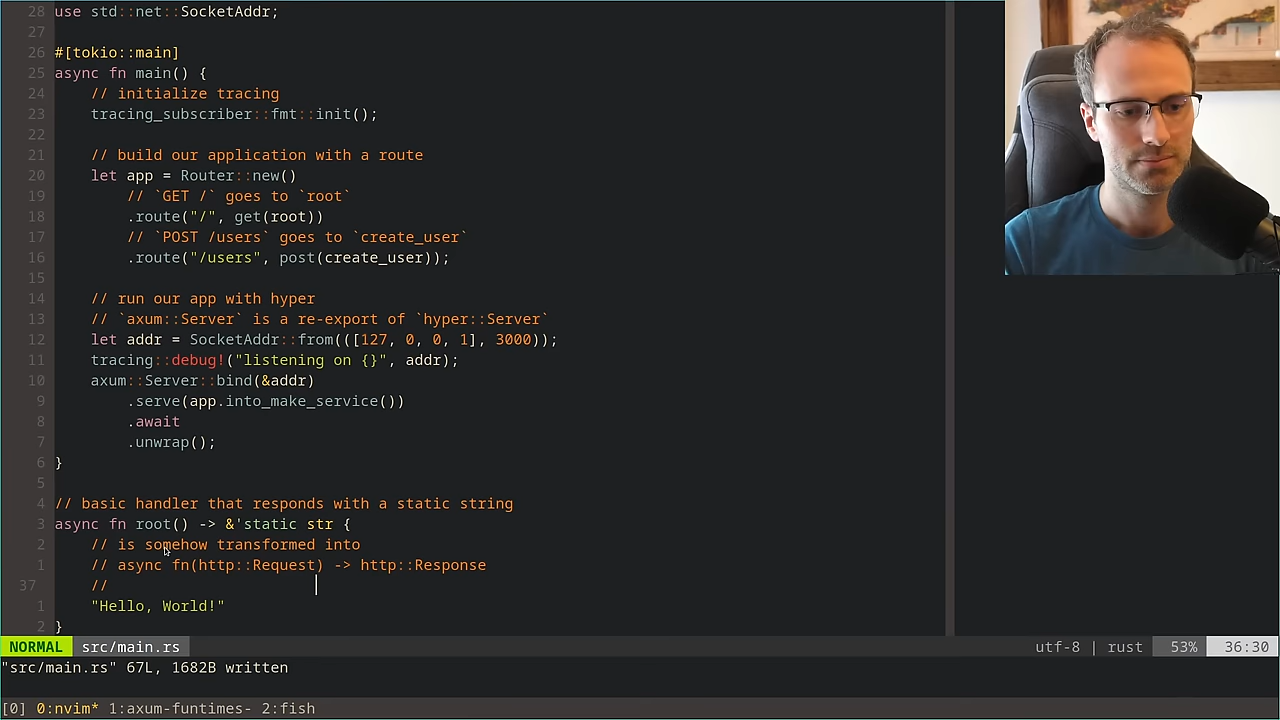 28 use std::net::SocketAddr;
27
26 #[tokio::main]
25 async fn main() {
24     // initialize tracing
23     tracing_subscriber::fmt::init();
22
21     // build our application with a route
20     let app = Router::new()
19         // `GET /` goes to `root`
18         .route("/", get(root))
17         // `POST /users` goes to `create_user`
16         .route("/users", post(create_user));
15
14     // run our app with hyper
13     // `axum::Server` is a re-export of `hyper::Server`
12     let addr = SocketAddr::from(([127, 0, 0, 1], 3000));
11     tracing::debug!("listening on {}", addr);
10     axum::Server::bind(&addr)
9         .serve(app.into_make_service())
8         .await
7         .unwrap();
6 }
5
4 // basic handler that responds with a static string
3 async fn root() -> &'static str {
2     // is somehow transformed into
1     // async fn(http::Request) -> http::Response
37     //
1     "Hello, World!"
2 }
NORMAL src/main.rs utf-8 | rust 53% 36:30
"src/main.rs" 67L, 1682B written
[0] 0:nvim* 1:axum-funtimes- 2:fish